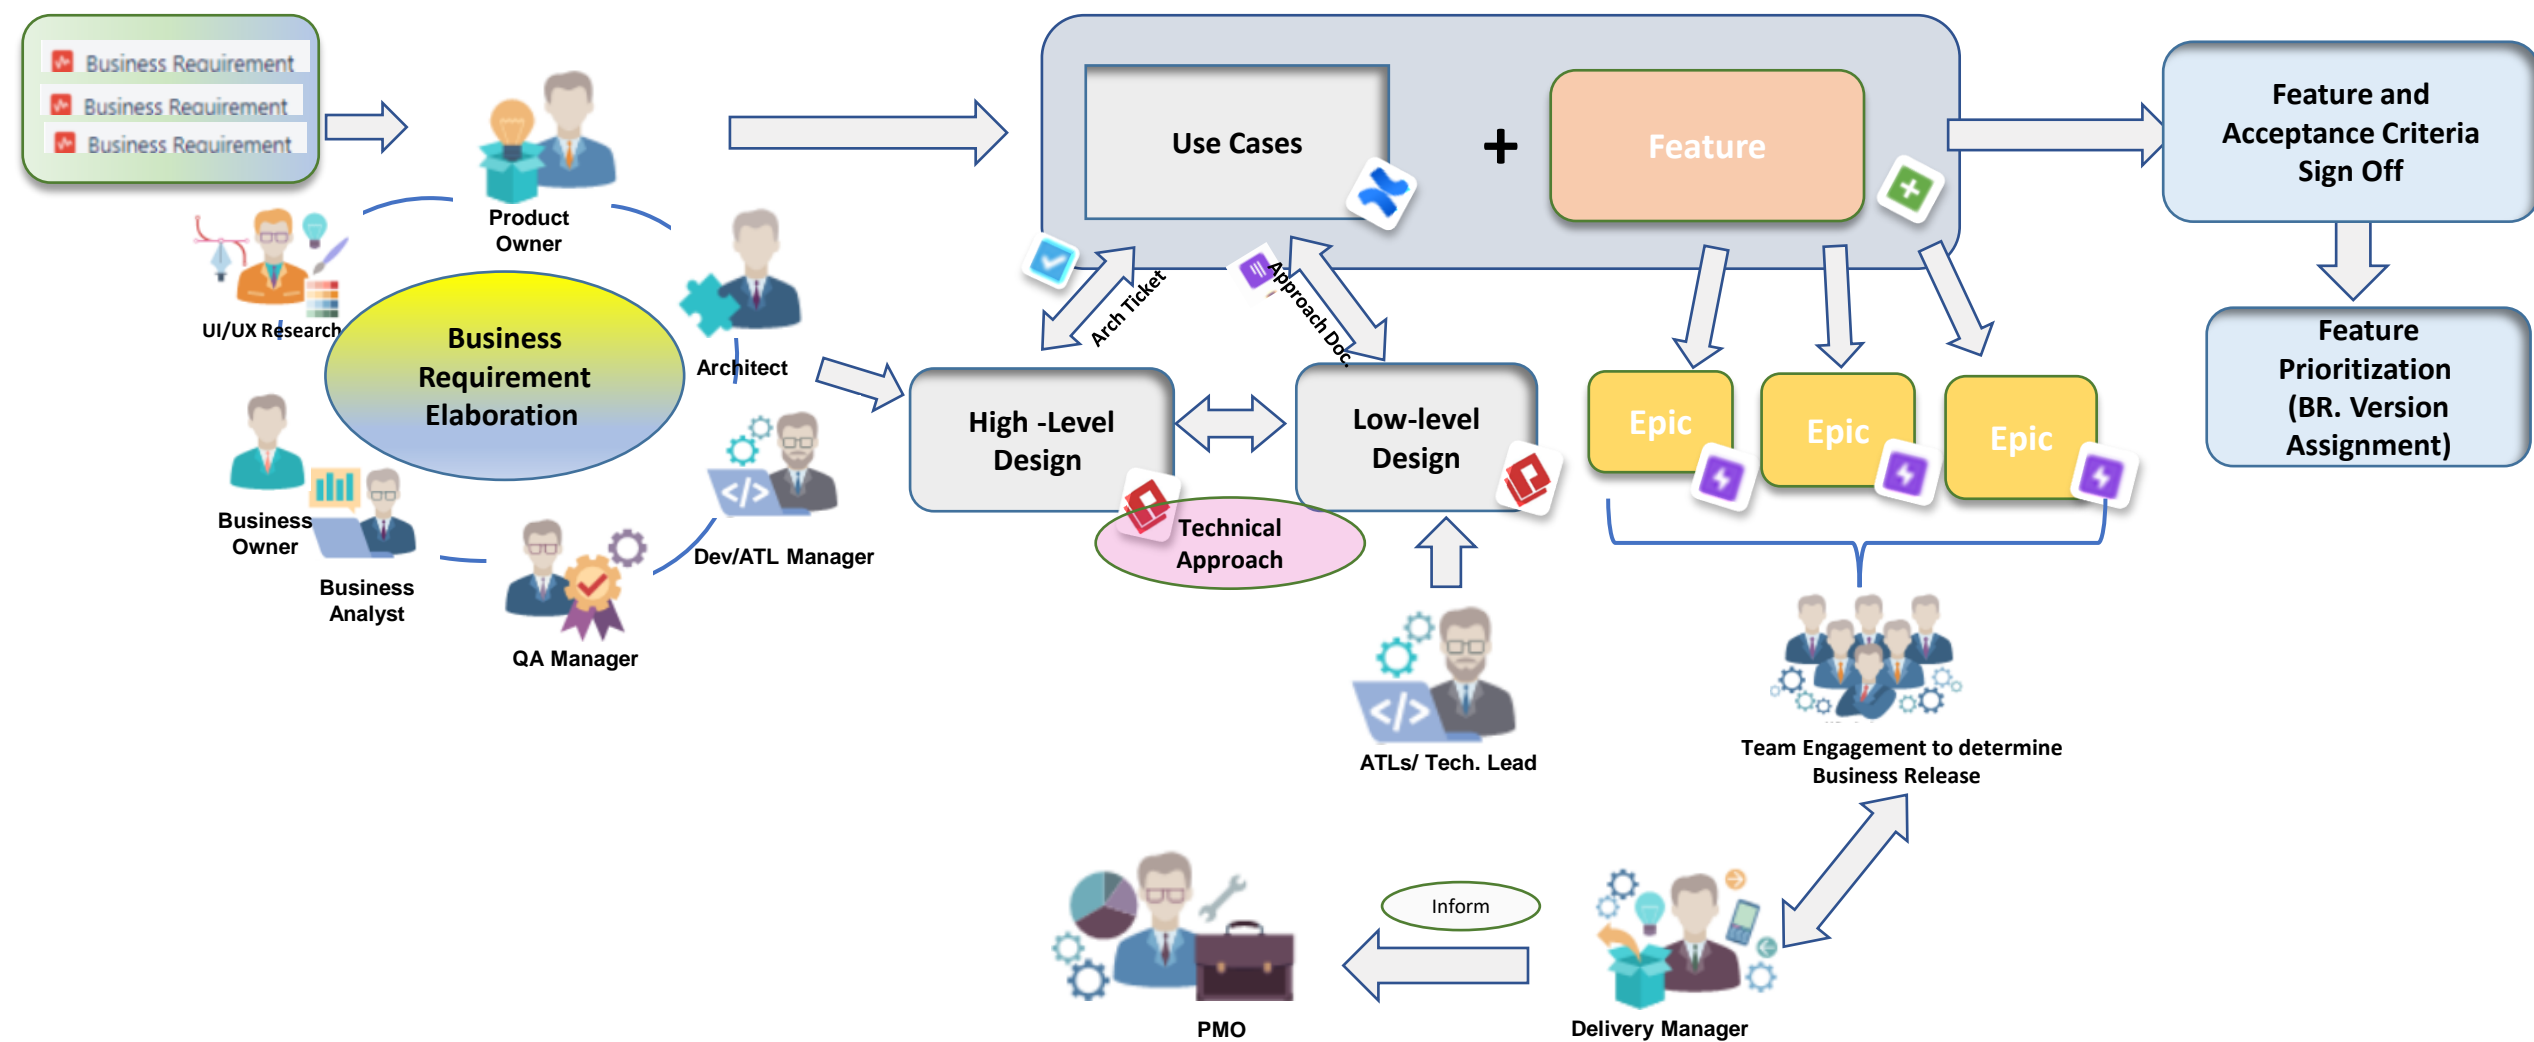 Business Requirement
Business Requirement
Business Requirement
Product
Owner
UI/UX Research
Architect
Business
Requirement
Elaboration
Business
Owner
Business
Analyst
QA Manager
Dev/ATL Manager
Use Cases
+
Feature
Feature and
Acceptance Criteria
Sign Off
Arch Ticket
Approach Doc.
Feature
Prioritization
(BR. Version
Assignment)
High -Level
Design
Low-level
Design
Epic
Epic
Epic
Technical
Approach
ATLs/ Tech. Lead
Team Engagement to determine
Business Release
Inform
PMO
Delivery Manager